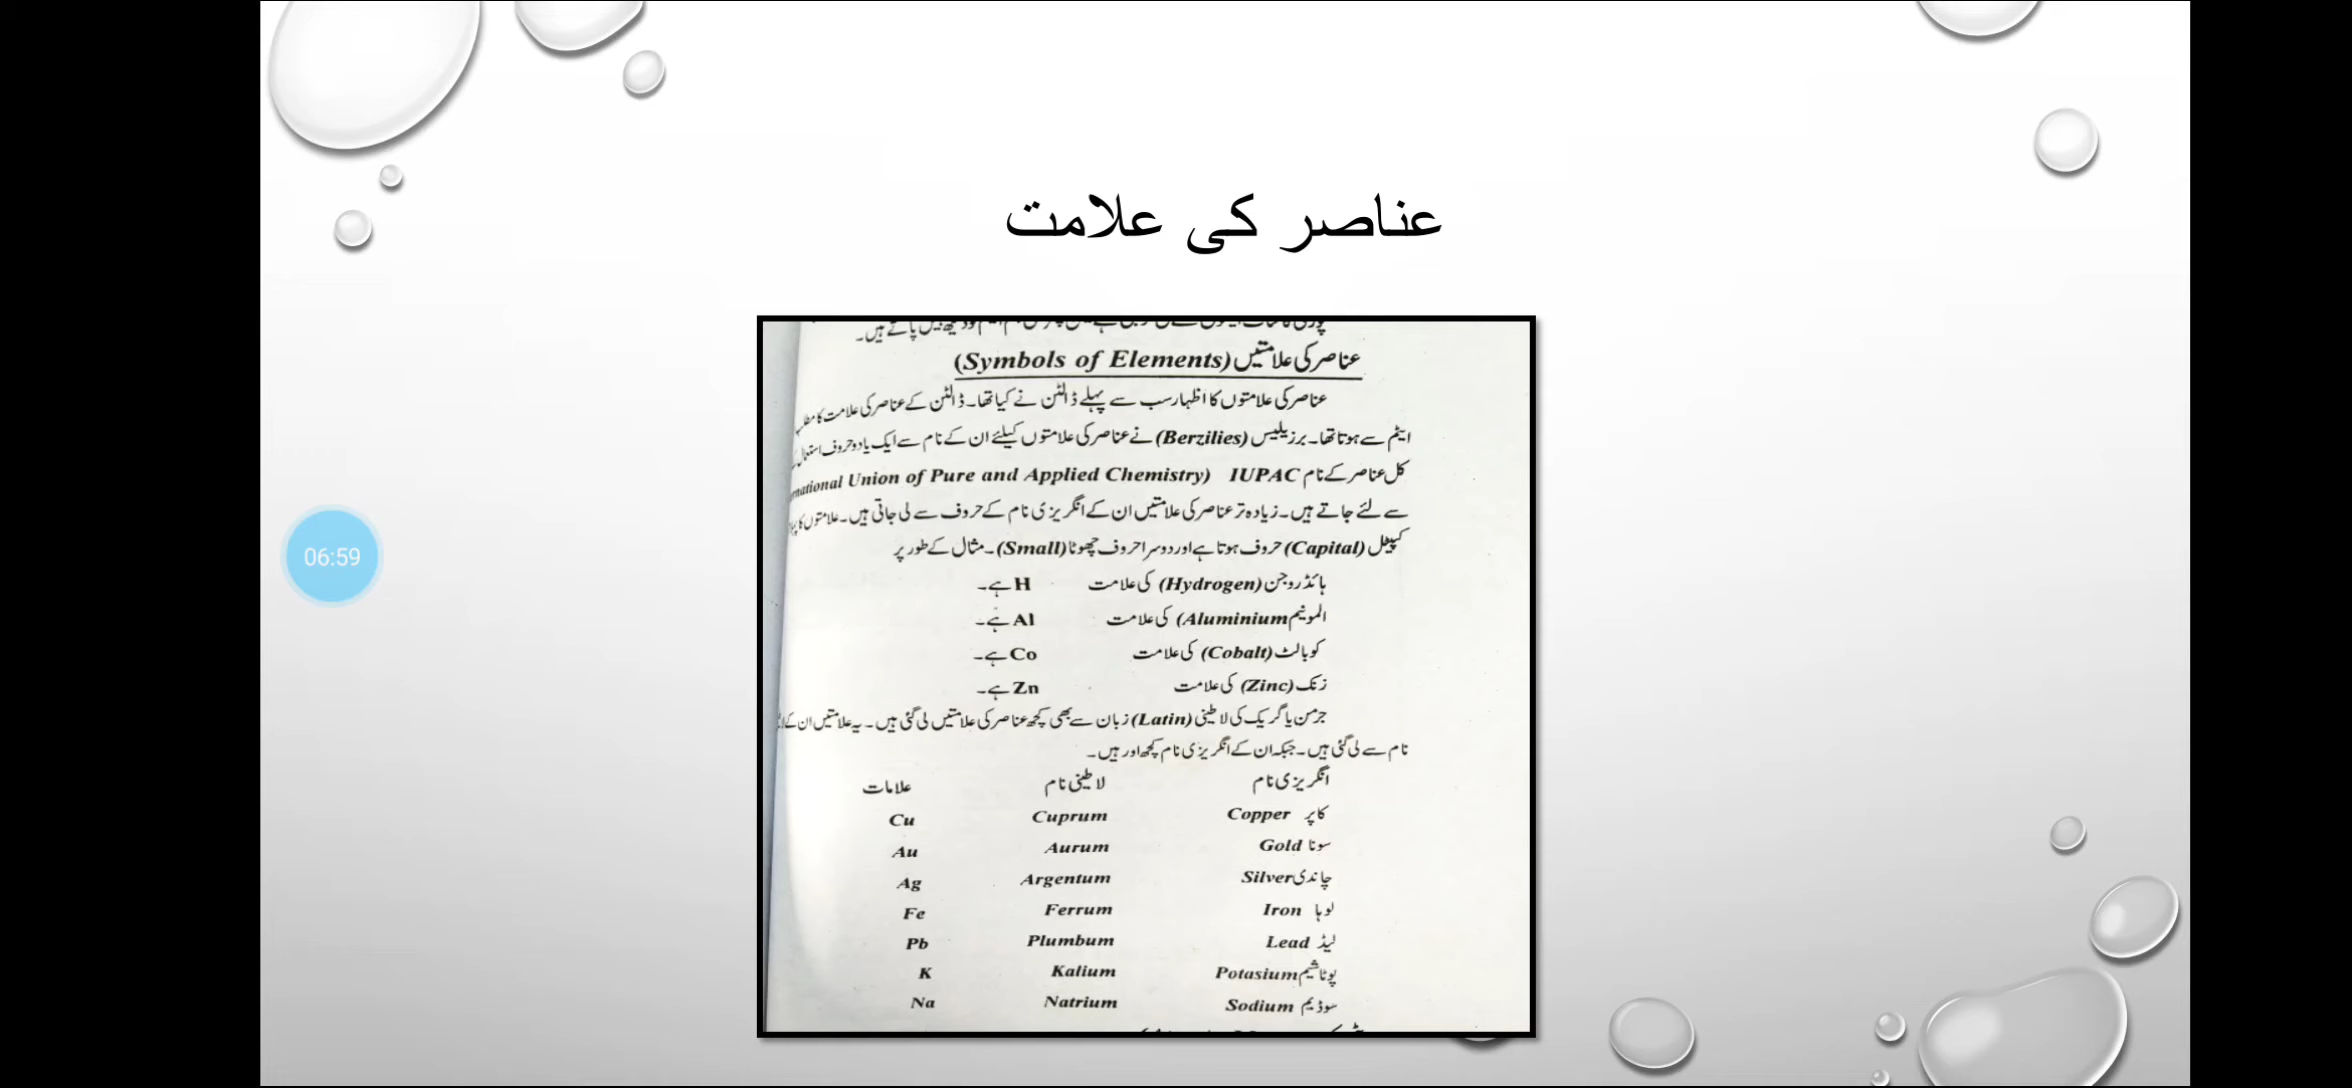 عناصر کی علامت
پاتے ہیں۔
عناصر کی علامتیں (Symbols of Elements)
عناصر کی علامتوں کا اظہار سب سے پہلے ڈالٹن نے کیا تھا۔ ڈالٹن کے عناصر کی علامت کا
ایٹم سے ہوتا تھا۔ برزیلیس (Berzilies) نے عناصر کی علامتوں کیلئے ان کے نام سے ایک یا دو حروف استعمال
کل عناصر کے نام IUPAC (rnational Union of Pure and Applied Chemistry)
سے لئے جاتے ہیں۔ زیادہ تر عناصر کی علامتیں ان کے انگریزی نام کے حروف سے لی جاتی ہیں۔ علامتوں کا
کیپٹل (Capital) حروف ہوتا ہے اور دوسرا حروف چھوٹا (Small)۔ مثال کے طور پر
ہائڈروجن (Hydrogen) کی علامت H ہے۔
المونیم Aluminium) کی علامت Al ہے۔
کوبالٹ (Cobalt) کی علامت Co ہے۔
زنک (Zinc) کی علامت Zn ہے۔
جرمن یا گریک کی لاطینی (Latin) زبان سے بھی کچھ عناصر کی علامتیں لی گئی ہیں۔ یہ علامتیں ان کے
نام سے لی گئی ہیں۔ جبکہ ان کے انگریزی نام کچھ اور ہیں۔
انگریزی نام لاطینی نام علامات
کاپر Copper Cuprum Cu
سونا Gold Aurum Au
چاندی Silver Argentum Ag
لوہا Iron Ferrum Fe
لیڈ Lead Plumbum Pb
پوٹاشیم Potasium Kalium K
سوڈیم Sodium Natrium Na
06:59